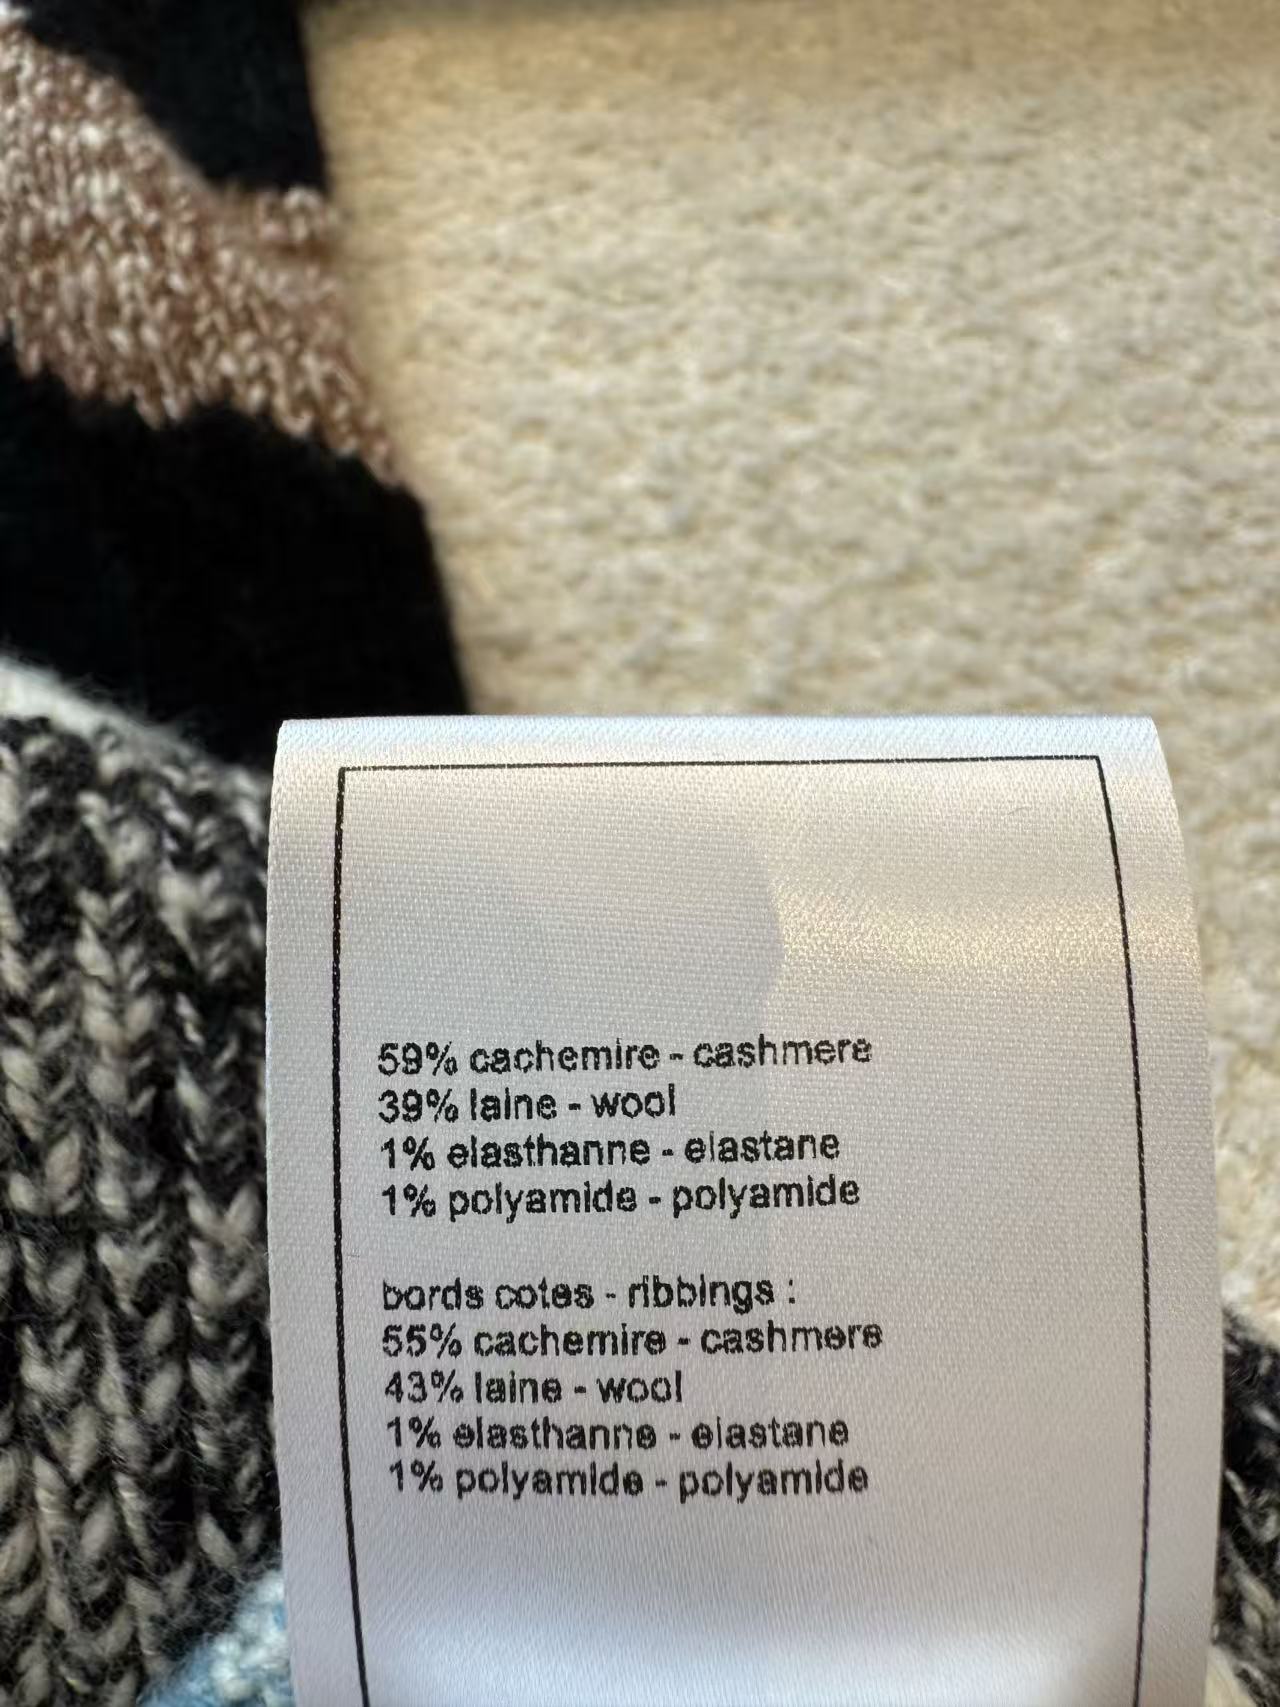 59% cachemire - cashmere
39% laine - wool
1% elasthanne - elastane
1% polyamide - polyamide
bords cotes - ribbings :
55% cachemire - cashmere
43% laine - wool
1% elasthanne - elastane
1% polyamide - polyamide